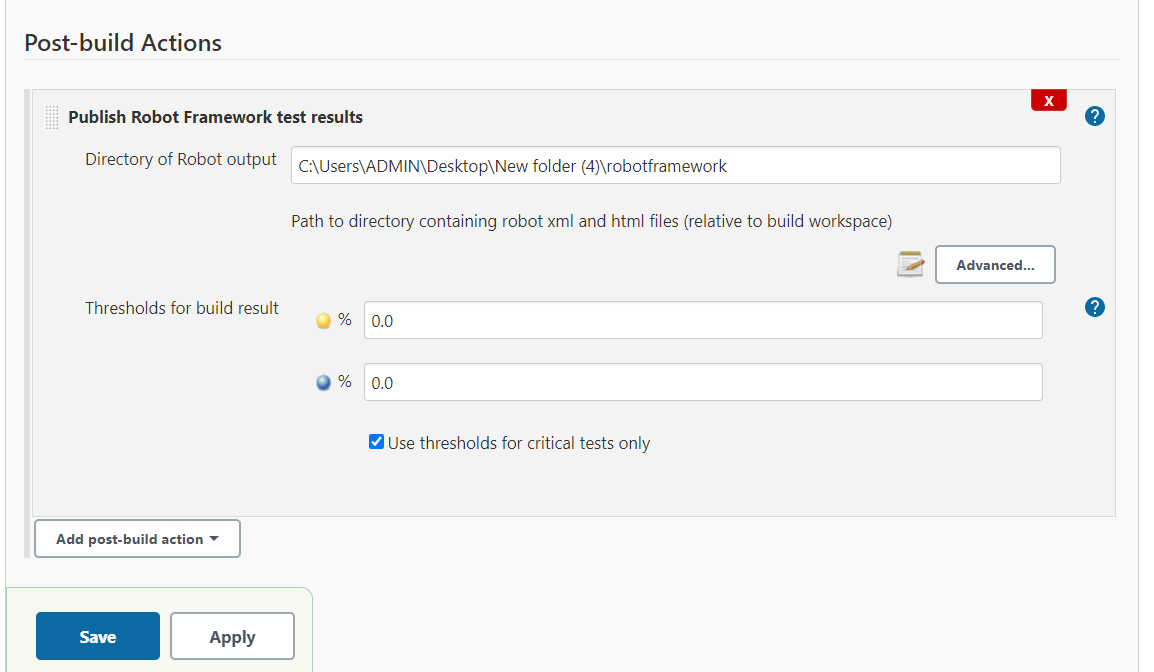 Post-build Actions
X
Publish Robot Framework test results
?
Directory of Robot output
C:\Users\ADMIN\Desktop\New folder (4)\robotframework
Path to directory containing robot xml and html files (relative to build workspace)
Advanced...
Thresholds for build result
?
% 0.0
% 0.0
Use thresholds for critical tests only
Add post-build action
Save
Apply